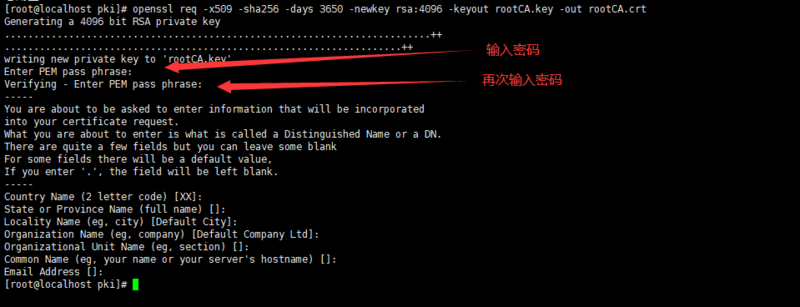 [root@localhost pki]# openssl req -x509 -sha256 -days 3650 -newkey rsa:4096 -keyout rootCA.key -out rootCA.crt
Generating a 4096 bit RSA private key
..........................................................................++
.....................................................................++
writing new private key to 'rootCA.key'
输入密码
Enter PEM pass phrase:
Verifying - Enter PEM pass phrase:
再次输入密码
-----
You are about to be asked to enter information that will be incorporated
into your certificate request.
What you are about to enter is what is called a Distinguished Name or a DN.
There are quite a few fields but you can leave some blank
For some fields there will be a default value,
If you enter '.', the field will be left blank.
-----
Country Name (2 letter code) [XX]:
State or Province Name (full name) []:
Locality Name (eg, city) [Default City]:
Organization Name (eg, company) [Default Company Ltd]:
Organizational Unit Name (eg, section) []:
Common Name (eg, your name or your server's hostname) []:
Email Address []:
[root@localhost pki]#